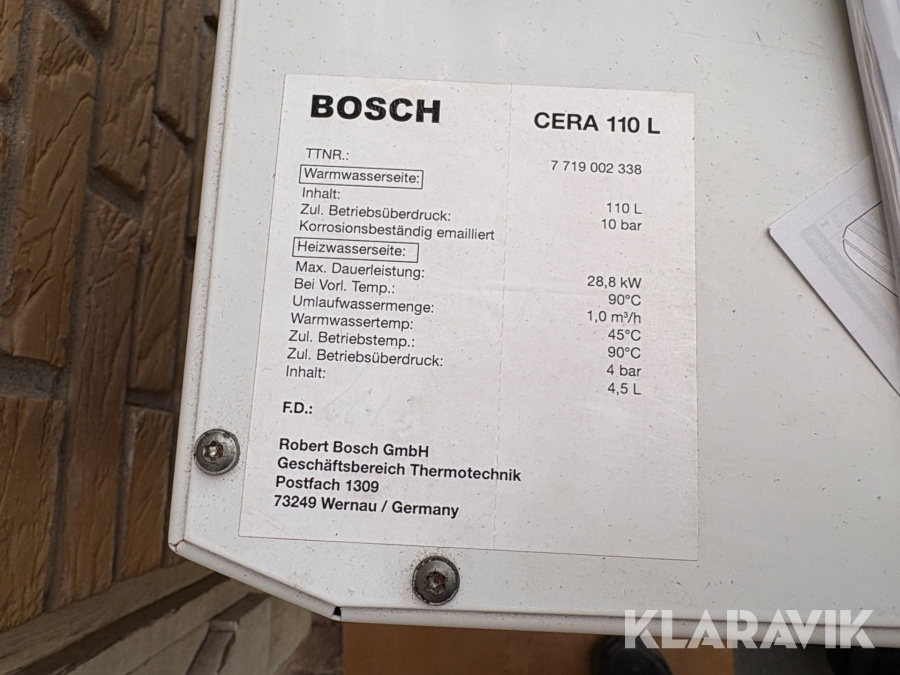 BOSCH CERA 110 L
TTNR.: 7 719 002 338
Warmwasserseite:
Inhalt: 110 L
Zul. Betriebsüberdruck: 10 bar
Korrosionsbeständig emailliert
Heizwasserseite:
Max. Dauerleistung: 28,8 kW
Bei Vorl. Temp.: 90°C
Umlaufwassermenge: 1,0 m³/h
Warmwassertemp: 45°C
Zul. Betriebstemp.: 90°C
Zul. Betriebsüberdruck: 4 bar
Inhalt: 4,5 L
F.D.:
Robert Bosch GmbH
Geschäftsbereich Thermotechnik
Postfach 1309
73249 Wernau / Germany
KLARAVIK